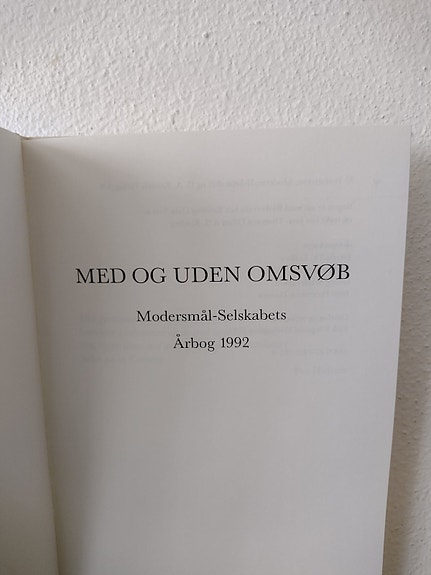 MED OG UDEN OMSVØB
Modersmål-Selskabets
Årbog 1992